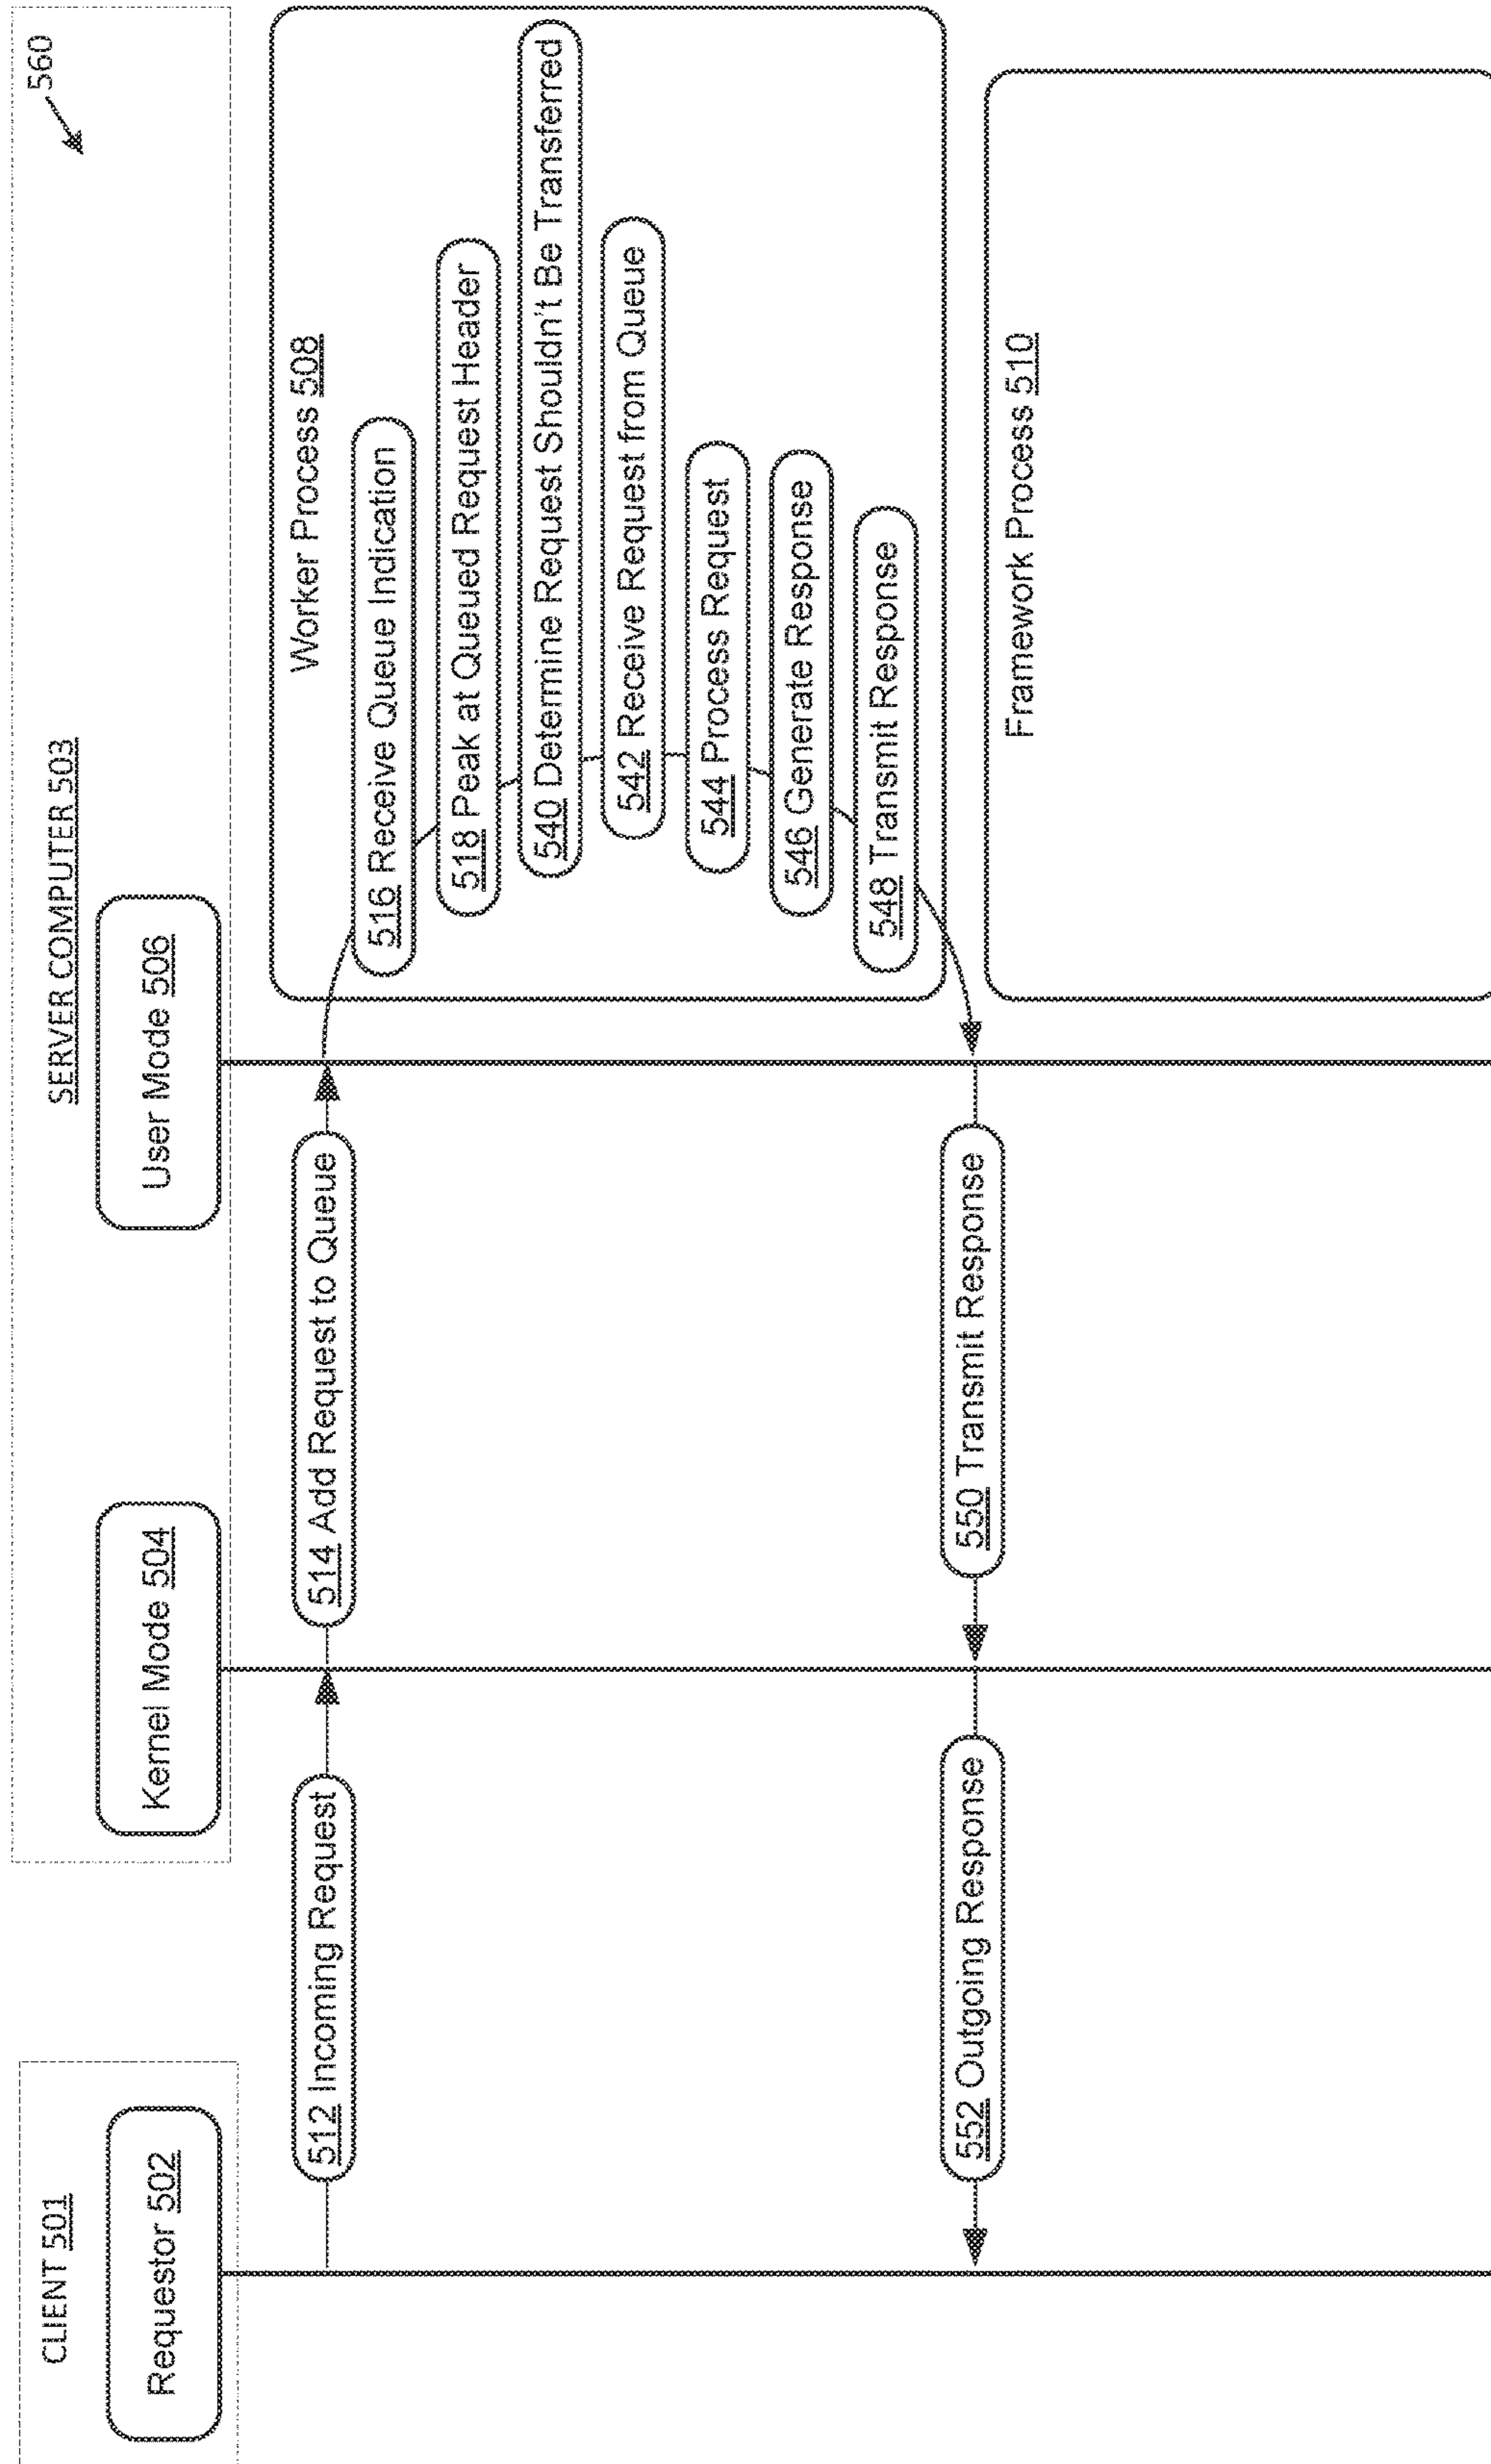 560
CLIENT 501
SERVER COMPUTER 503
Requestor 502
Kernel Mode 504
User Mode 506
512 Incoming Request
514 Add Request to Queue
Worker Process 508
516 Receive Queue Indication
518 Peak at Queued Request Header
540 Determine Request Shouldn't Be Transferred
542 Receive Request from Queue
544 Process Request
546 Generate Response
548 Transmit Response
550 Transmit Response
552 Outgoing Response
Framework Process 510